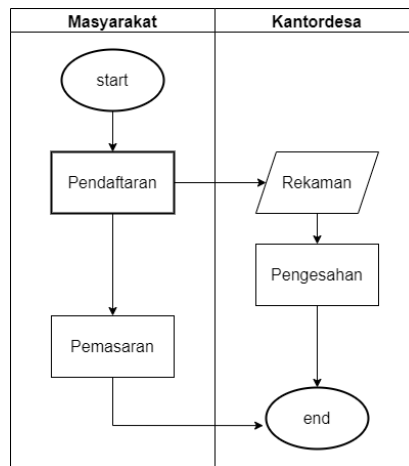 Masyarakat
Kantordesa
start
Pendaftaran
Rekaman
Pengesahan
Pemasaran
end